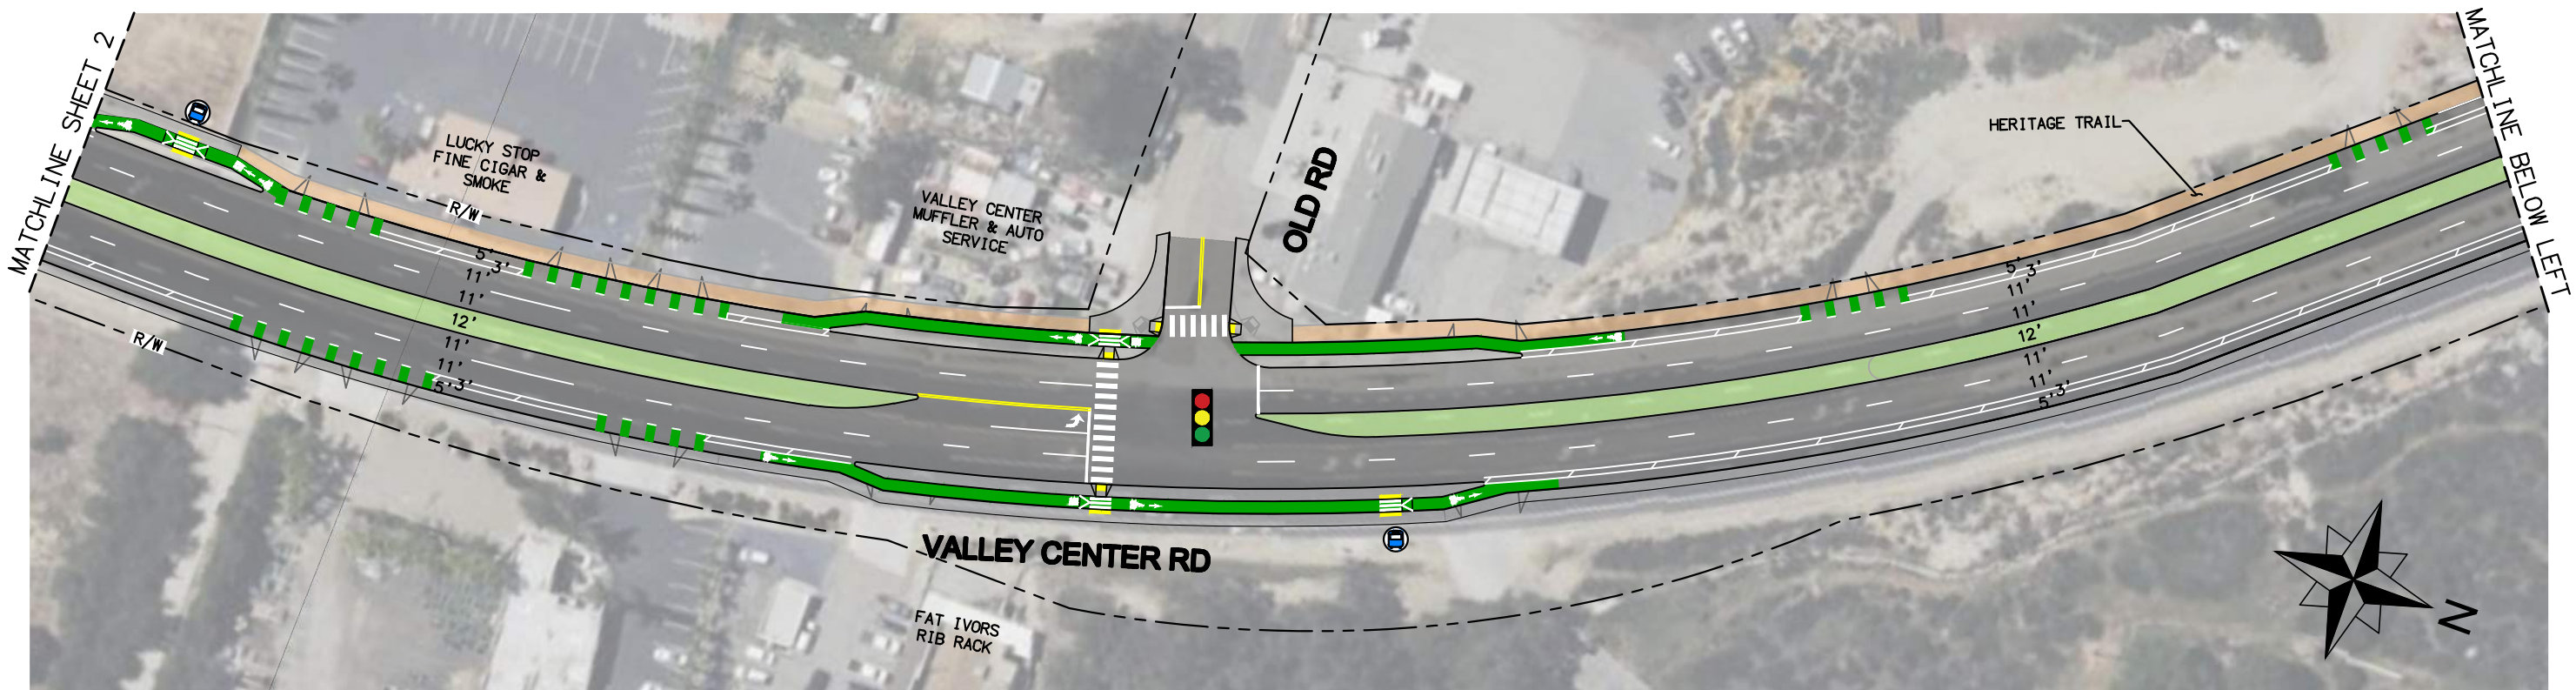 MATCHLINE SHEET 2
LUCKY STOP
FINE CIGAR &
SMOKE
R/W
R/W
5'
3'
11'
11'
12'
11'
11'
3'
5'
VALLEY CENTER
MUFFLER & AUTO
SERVICE
OLD RD
VALLEY CENTER RD
FAT IVORS
RIB RACK
HERITAGE TRAIL
5'
3'
11'
11'
12'
11'
11'
3'
5'
MATCHLINE BELOW LEFT
N